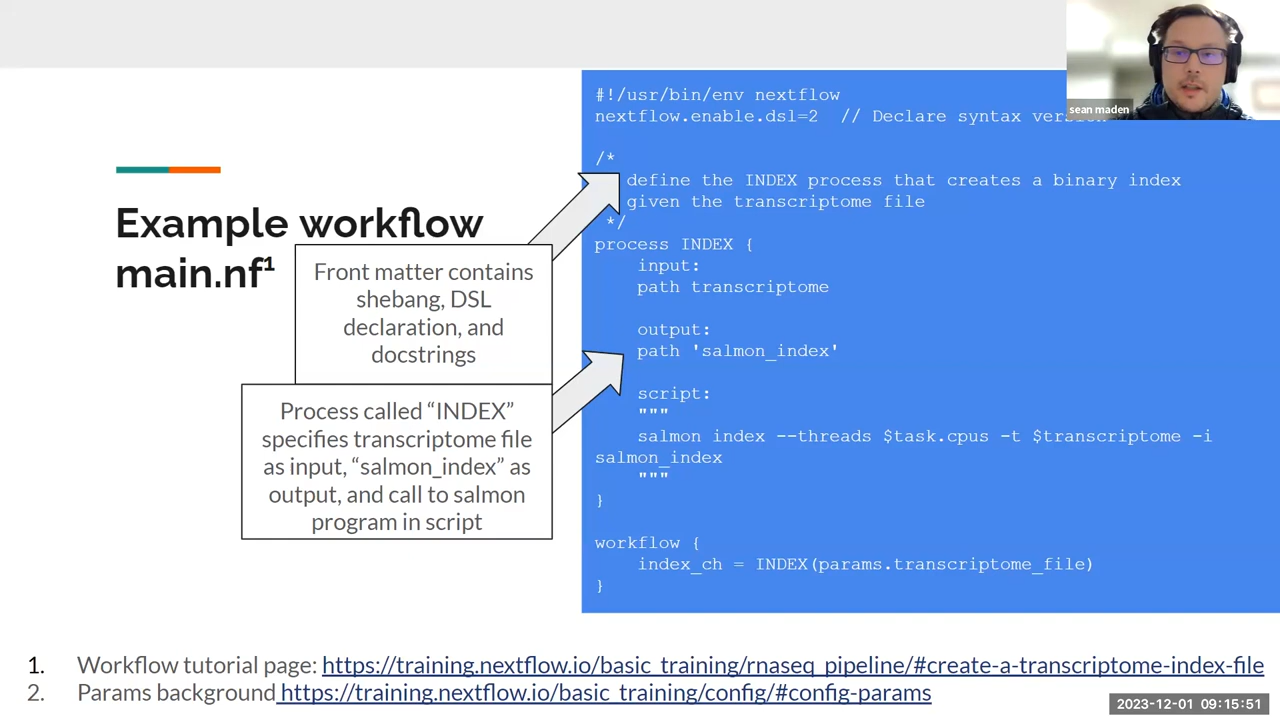 sean maden
#!/usr/bin/env nextflow
nextflow.enable.dsl=2  // Declare syntax version
/*
define the INDEX process that creates a binary index
given the transcriptome file
*/
process INDEX {
input:
path transcriptome
output:
path 'salmon_index'
script:
"""
salmon index --threads $task.cpus -t $transcriptome -i
salmon_index
"""
}
workflow {
index_ch = INDEX(params.transcriptome_file)
}
Example workflow
main.nf¹
Front matter contains
shebang, DSL
declaration, and
docstrings
Process called “INDEX”
specifies transcriptome file
as input, “salmon_index” as
output, and call to salmon
program in script
1. Workflow tutorial page: https://training.nextflow.io/basic_training/rnaseq_pipeline/#create-a-transcriptome-index-file
2. Params background https://training.nextflow.io/basic_training/config/#config-params
2023-12-01 09:15:51